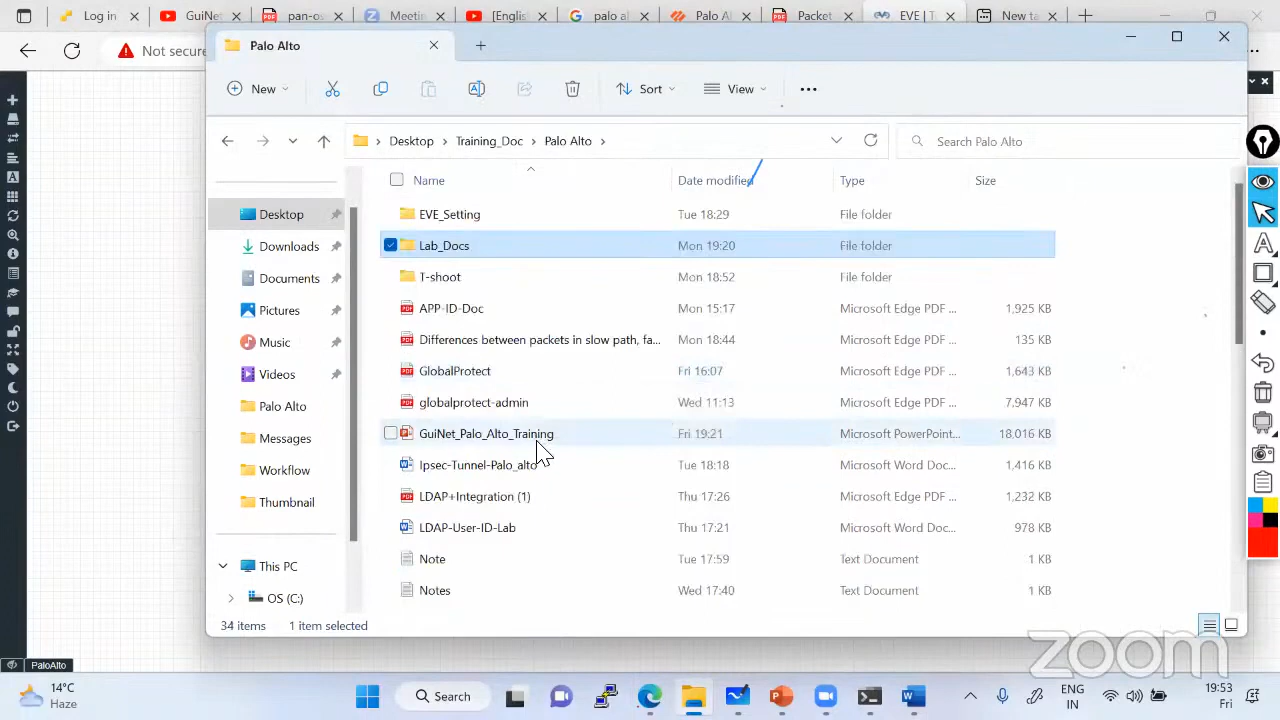 GuiNe
pan-os
Meetin
[English
palo al
Palo Al
Packet
EVE | T
New ta
Not secure
Palo Alto
New
Sort
View
Desktop
Training_Doc
Palo Alto
Search Palo Alto
Name
Date modified
Type
Size
Desktop
Downloads
Documents
Pictures
Music
Videos
Palo Alto
Messages
Workflow
Thumbnail
This PC
OS (C:)
EVE_Setting Tue 18:29 File folder
Lab_Docs Mon 19:20 File folder
T-shoot Mon 18:52 File folder
APP-ID-Doc Mon 15:17 Microsoft Edge PDF ... 1,925 KB
Differences between packets in slow path, fa... Mon 18:44 Microsoft Edge PDF ... 135 KB
GlobalProtect Fri 16:07 Microsoft Edge PDF ... 1,643 KB
globalprotect-admin Wed 11:13 Microsoft Edge PDF ... 7,947 KB
GuiNet_Palo_Alto_Training Fri 19:21 Microsoft PowerPoint... 18,016 KB
Ipsec-Tunnel-Palo_alto Tue 18:18 Microsoft Word Doc... 1,416 KB
LDAP+Integration (1) Thu 17:26 Microsoft Edge PDF ... 1,232 KB
LDAP-User-ID-Lab Thu 17:21 Microsoft Word Doc... 978 KB
Note Tue 17:59 Text Document 1 KB
Notes Wed 17:40 Text Document 1 KB
34 items 1 item selected
zoom
PaloAlto
14°C
Haze
Search
ENG
IN
19:53
Fri